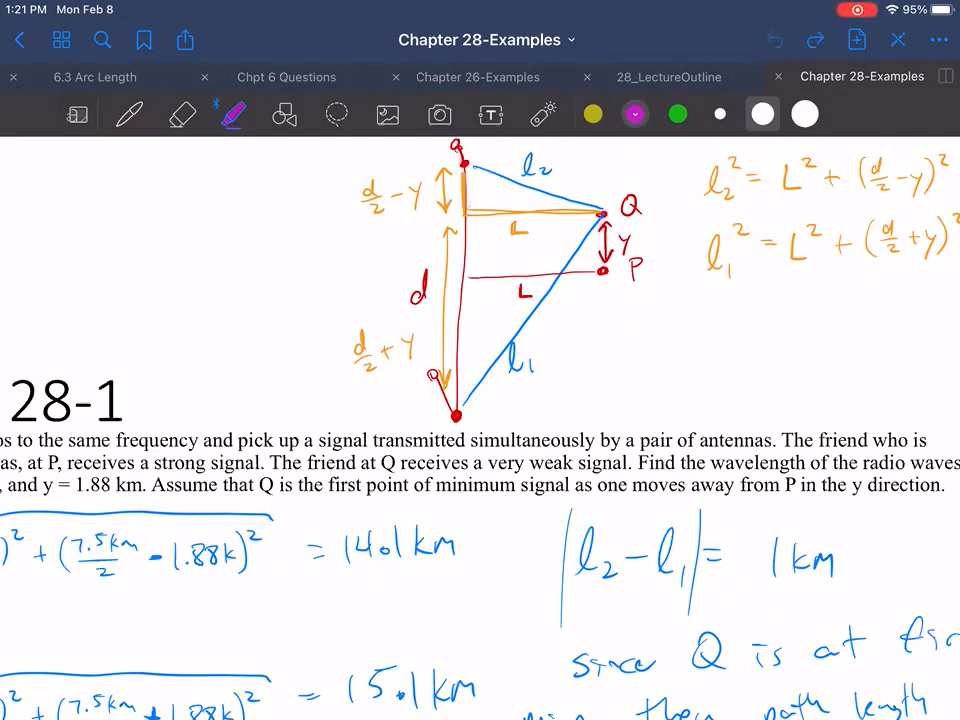 1:21 PM Mon Feb 8
95%
Chapter 28-Examples
6.3 Arc Length
Chpt 6 Questions
Chapter 26-Examples
28_LectureOutline
Chapter 28-Examples
l₂
d/2 - y
Q
L
y
P
d
L
d/2 + y
l₁
l₂² = L² + (d/2 - y)²
l₁² = L² + (d/2 + y)²
28-1
os to the same frequency and pick up a signal transmitted simultaneously by a pair of antennas. The friend who is
as, at P, receives a strong signal. The friend at Q receives a very weak signal. Find the wavelength of the radio waves
, and y = 1.88 km. Assume that Q is the first point of minimum signal as one moves away from P in the y direction.
)² + (7.5km/2 - 1.88k)² = 14.1 km
|l₂ - l₁| = 1 km
since Q is at
)² + (7.5km/2 + 1.88k)² = 15.1 km
then path length